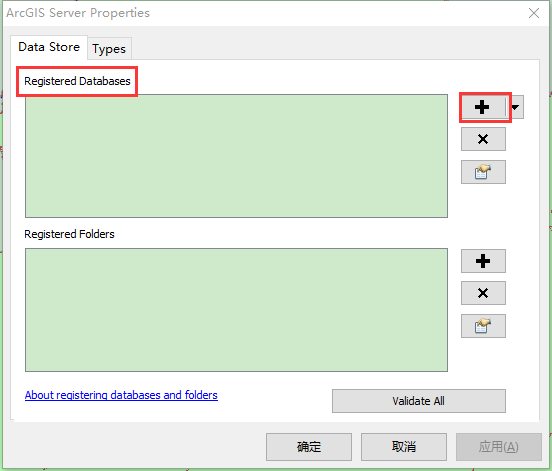 ArcGIS Server Properties
Data Store
Types
Registered Databases
Registered Folders
About registering databases and folders
Validate All
确定
取消
应用(A)